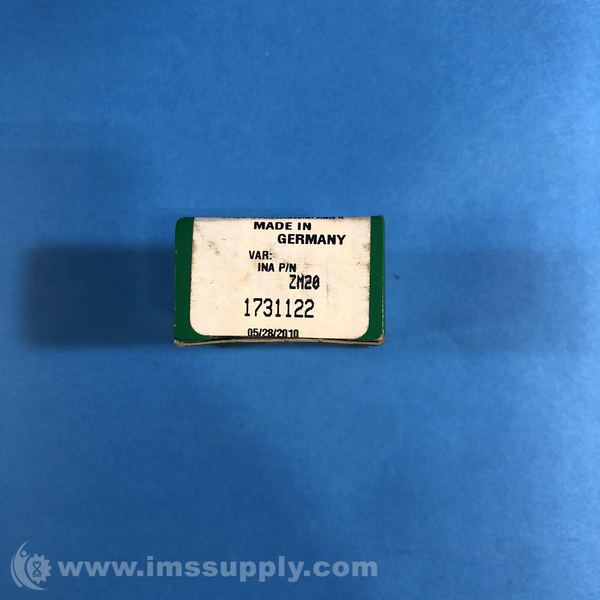 MADE IN
GERMANY
VAR:
INA P/N
ZM20
1731122
05/28/2010
www.imssupply.com